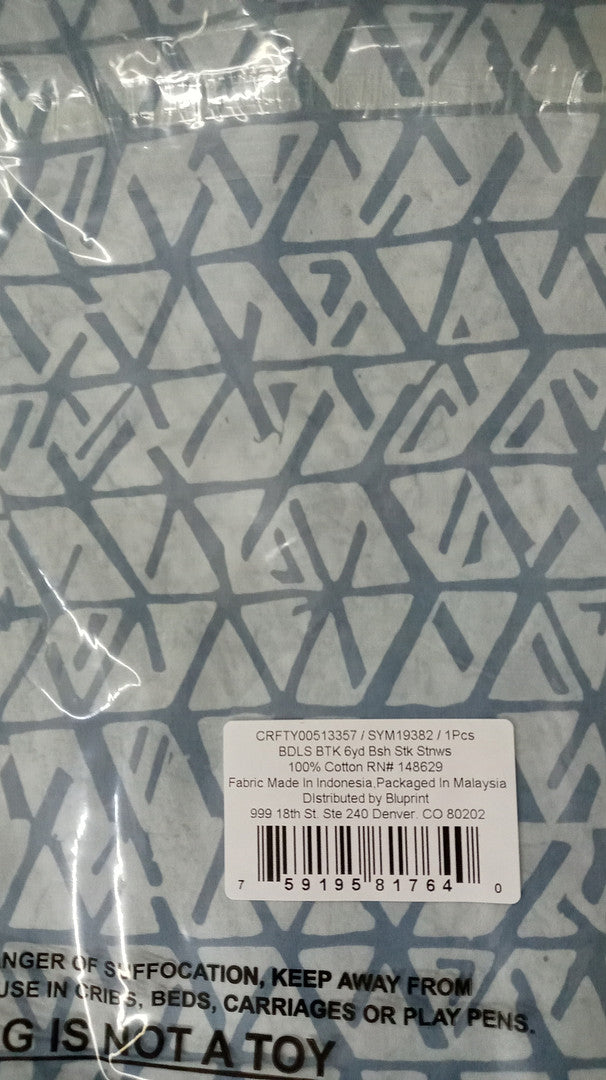 CRFTY00513357 / SYM19382 / 1Pcs
BDLS BTK 6yd Bsh Stk Stnws
100% Cotton RN# 148629
Fabric Made In Indonesia,Packaged In Malaysia
Distributed by Bluprint
999 18th St. Ste 240 Denver. CO 80202
7 59195 81764 0
NGER OF SUFFOCATION, KEEP AWAY FROM
USE IN CRIBS, BEDS, CARRIAGES OR PLAY PENS.
G IS NOT A TOY